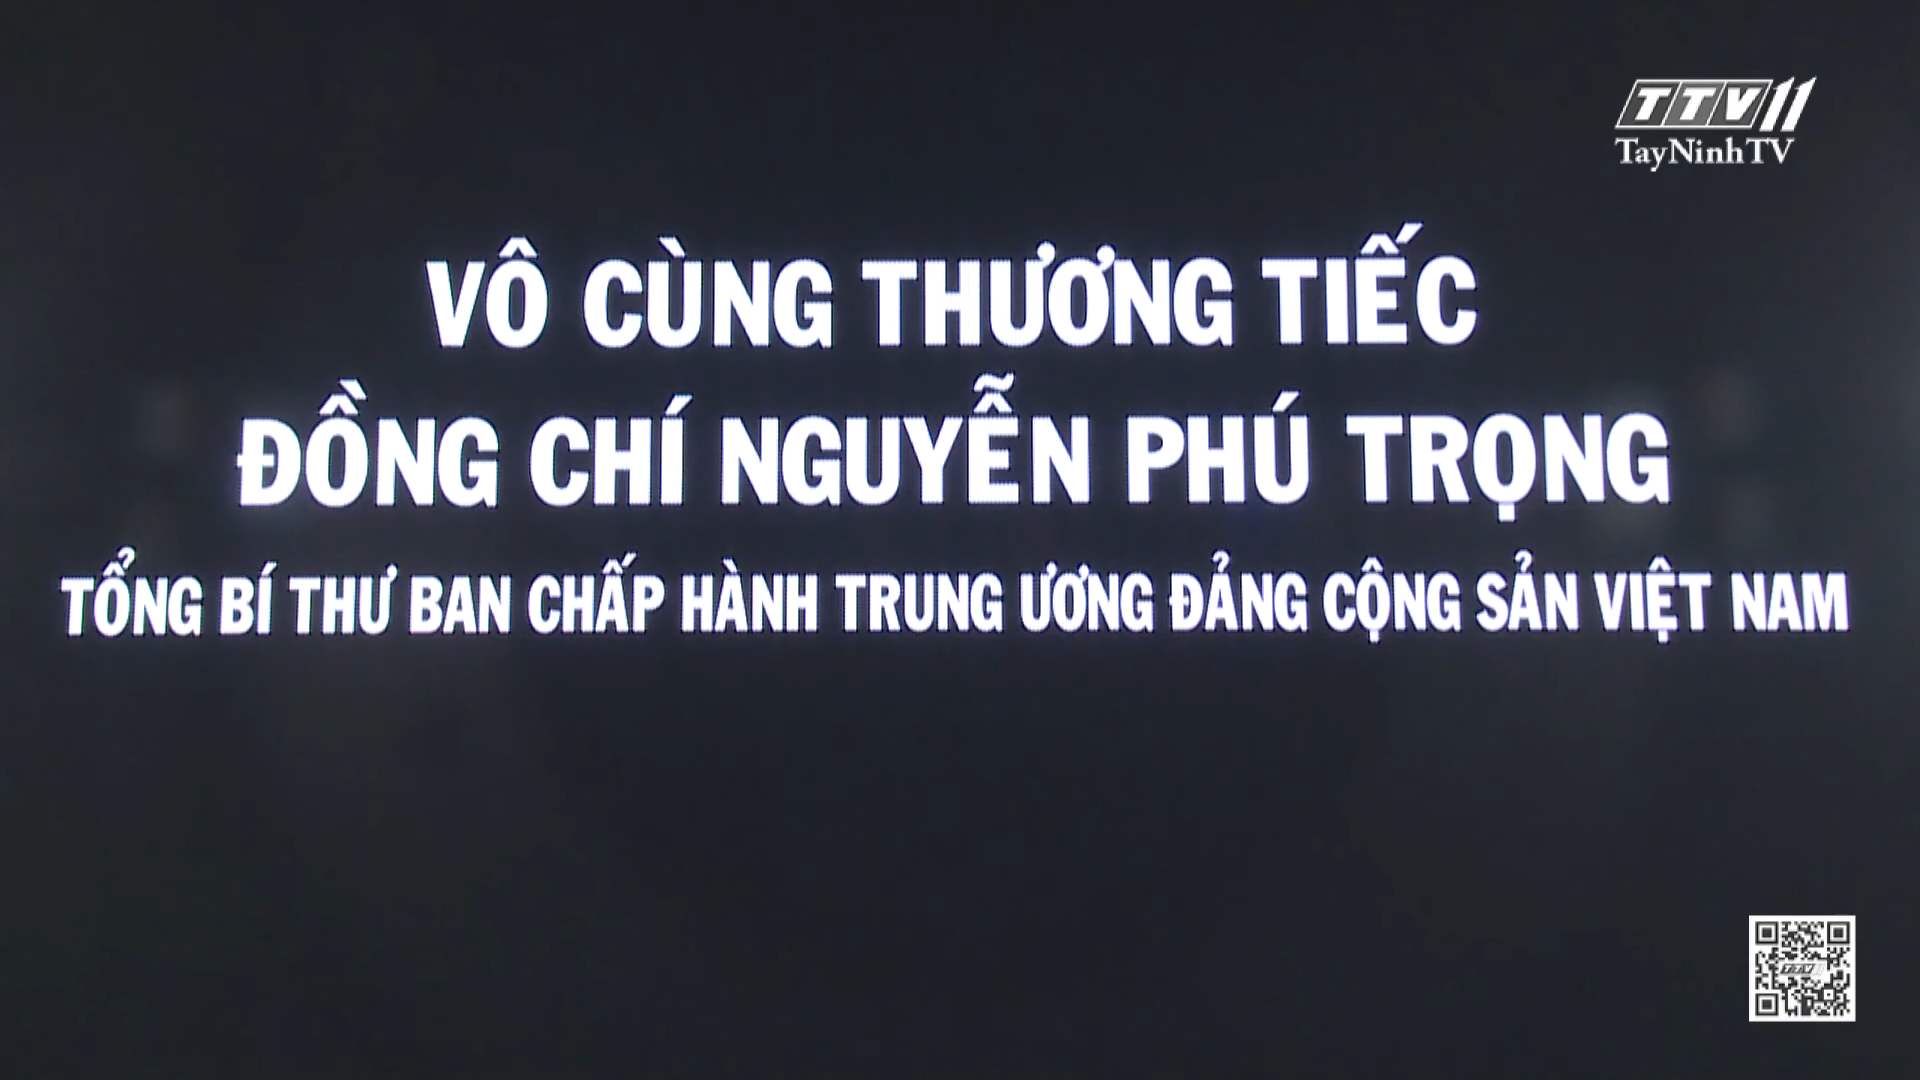 TTV11
TayNinhTV
VÔ CÙNG THƯƠNG TIẾC
ĐỒNG CHÍ NGUYỄN PHÚ TRỌNG
TỔNG BÍ THƯ BAN CHẤP HÀNH TRUNG ƯƠNG ĐẢNG CỘNG SẢN VIỆT NAM
TTV11